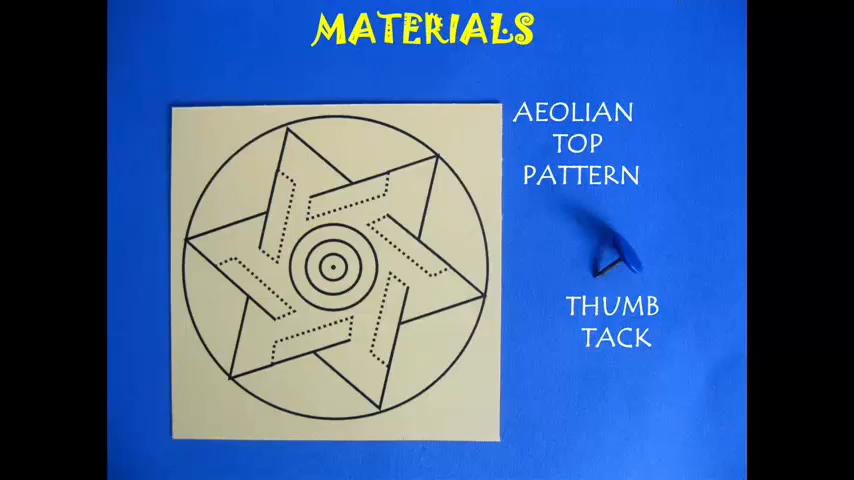 MATERIALS
AEOLIAN
TOP
PATTERN
THUMB
TACK